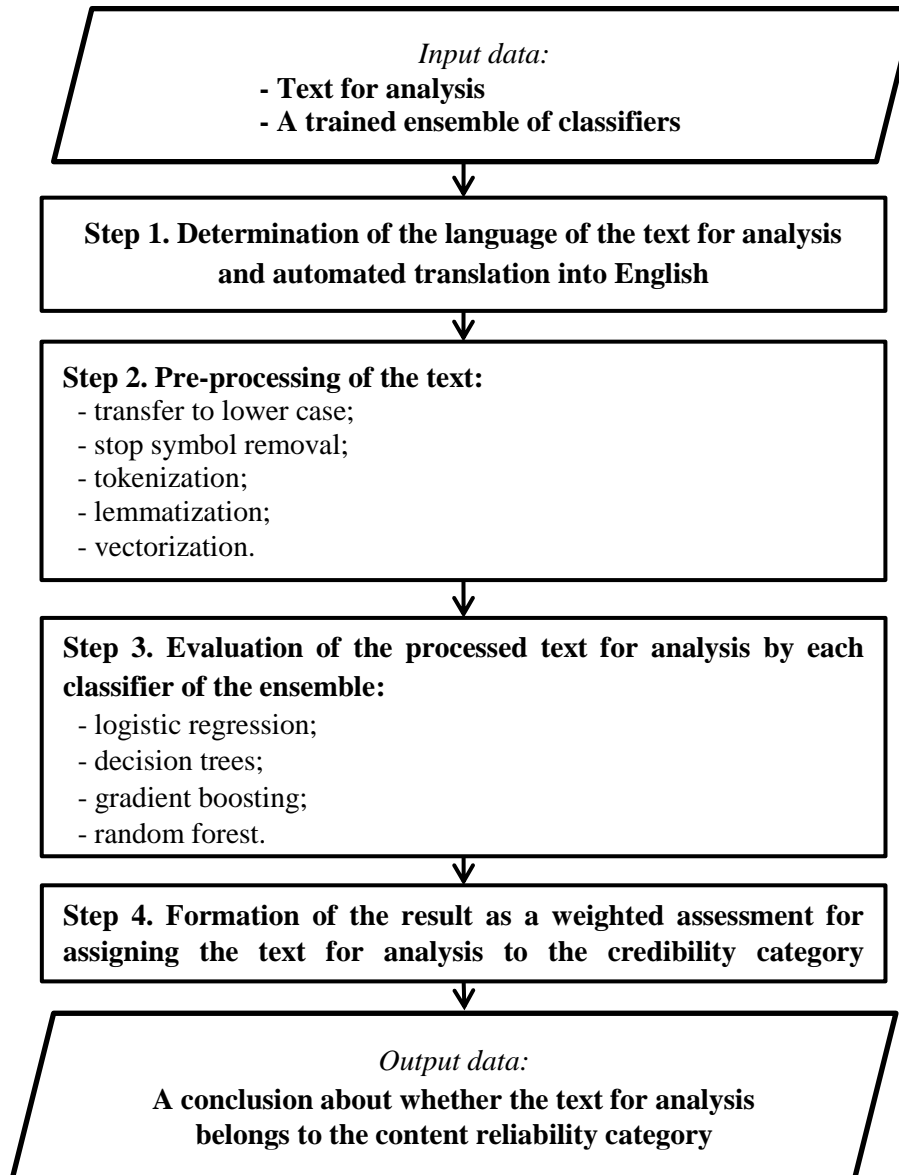 Input data:
- Text for analysis
- A trained ensemble of classifiers
Step 1. Determination of the language of the text for analysis
and automated translation into English
Step 2. Pre-processing of the text:
- transfer to lower case;
- stop symbol removal;
- tokenization;
- lemmatization;
- vectorization.
Step 3. Evaluation of the processed text for analysis by each
classifier of the ensemble:
- logistic regression;
- decision trees;
- gradient boosting;
- random forest.
Step 4. Formation of the result as a weighted assessment for
assigning the text for analysis to the credibility category
Output data:
A conclusion about whether the text for analysis
belongs to the content reliability category